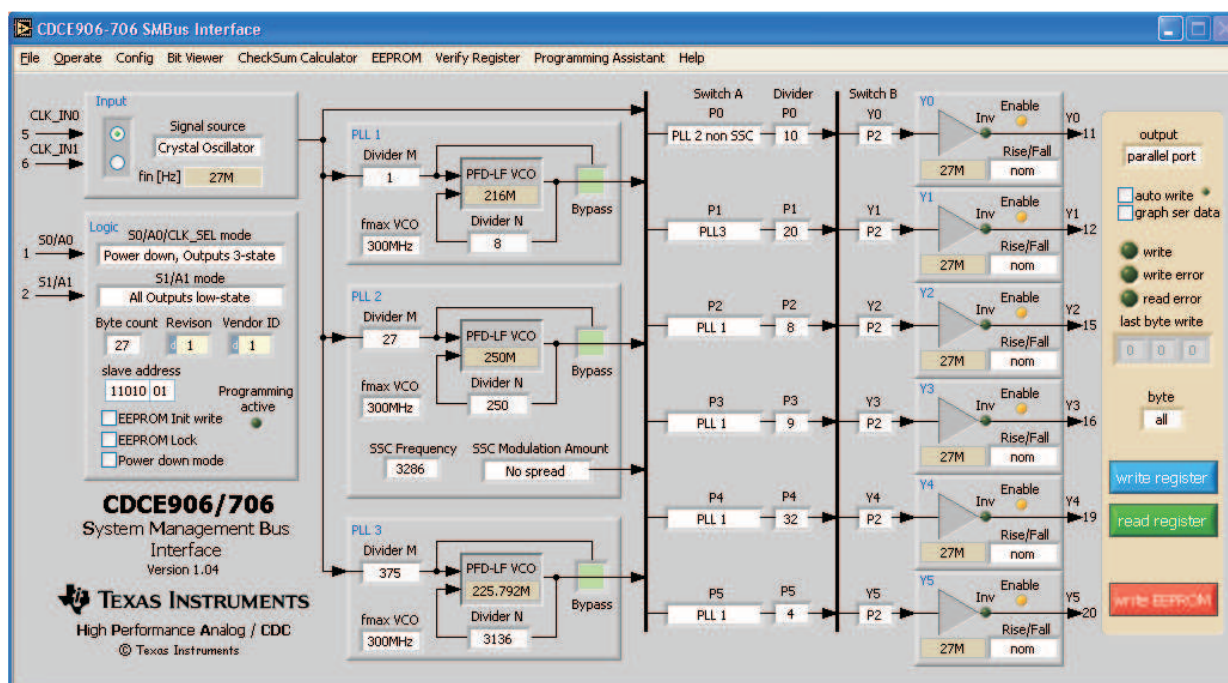 CDCE906-706 SMBus Interface
File Operate Config Bit Viewer CheckSum Calculator EEPROM Verify Register Programming Assistant Help
Input
CLK_IN0
5
CLK_IN1
6
Signal source
Crystal Oscillator
fin [Hz] 27M
Logic
S0/A0
1
S1/A1
2
S0/A0/CLK_SEL mode
Power down, Outputs 3-state
S1/A1 mode
All Outputs low-state
Byte count Revison Vendor ID
27 d 1 d 1
slave address
11010 01
Programming
active
EEPROM Init write
EEPROM Lock
Power down mode
CDCE906/706
System Management Bus
Interface
Version 1.04
TEXAS INSTRUMENTS
High Performance Analog / CDC
© Texas Instruments
PLL 1
Divider M
1
PFD-LF VCO
216M
Bypass
fmax VCO
300MHz
Divider N
8
PLL 2
Divider M
27
PFD-LF VCO
250M
Bypass
fmax VCO
300MHz
Divider N
250
SSC Frequency
3286
SSC Modulation Amount
No spread
PLL 3
Divider M
375
PFD-LF VCO
225.792M
Bypass
fmax VCO
300MHz
Divider N
3136
Switch A Divider Switch B
P0 P0 Y0
PLL 2 non SSC 10 P2
P1 P1 Y1
PLL3 20 P2
P2 P2 Y2
PLL 1 8 P2
P3 P3 Y3
PLL 1 9 P2
P4 P4 Y4
PLL 1 32 P2
P5 P5 Y5
PLL 1 4 P2
Y0 Enable
Inv
Y0
11
Rise/Fall
27M nom
Y1 Enable
Inv
Y1
12
Rise/Fall
27M nom
Y2 Enable
Inv
Y2
15
Rise/Fall
27M nom
Y3 Enable
Inv
Y3
16
Rise/Fall
27M nom
Y4 Enable
Inv
Y4
19
Rise/Fall
27M nom
Y5 Enable
Inv
Y5
20
Rise/Fall
27M nom
output
parallel port
auto write
graph ser data
write
write error
read error
last byte write
0 0 0
byte
all
write register
read register
write EEPROM